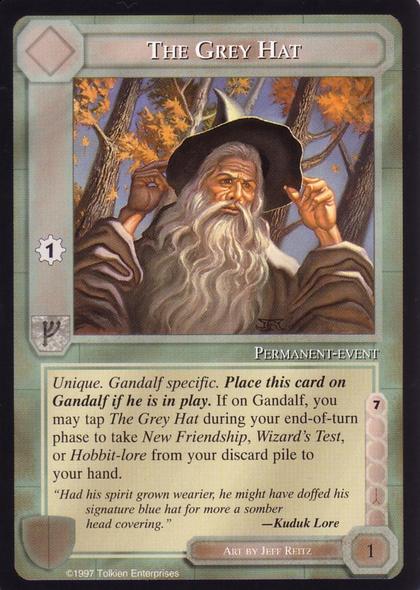 The Grey Hat
1
Permanent-event
Unique. Gandalf specific. Place this card on
Gandalf if he is in play. If on Gandalf, you
may tap The Grey Hat during your end-of-turn
phase to take New Friendship, Wizard's Test,
or Hobbit-lore from your discard pile to
your hand.
7
"Had his spirit grown wearier, he might have doffed his
signature blue hat for more a somber
head covering." —Kuduk Lore
Art by Jeff Reitz
1
©1997 Tolkien Enterprises